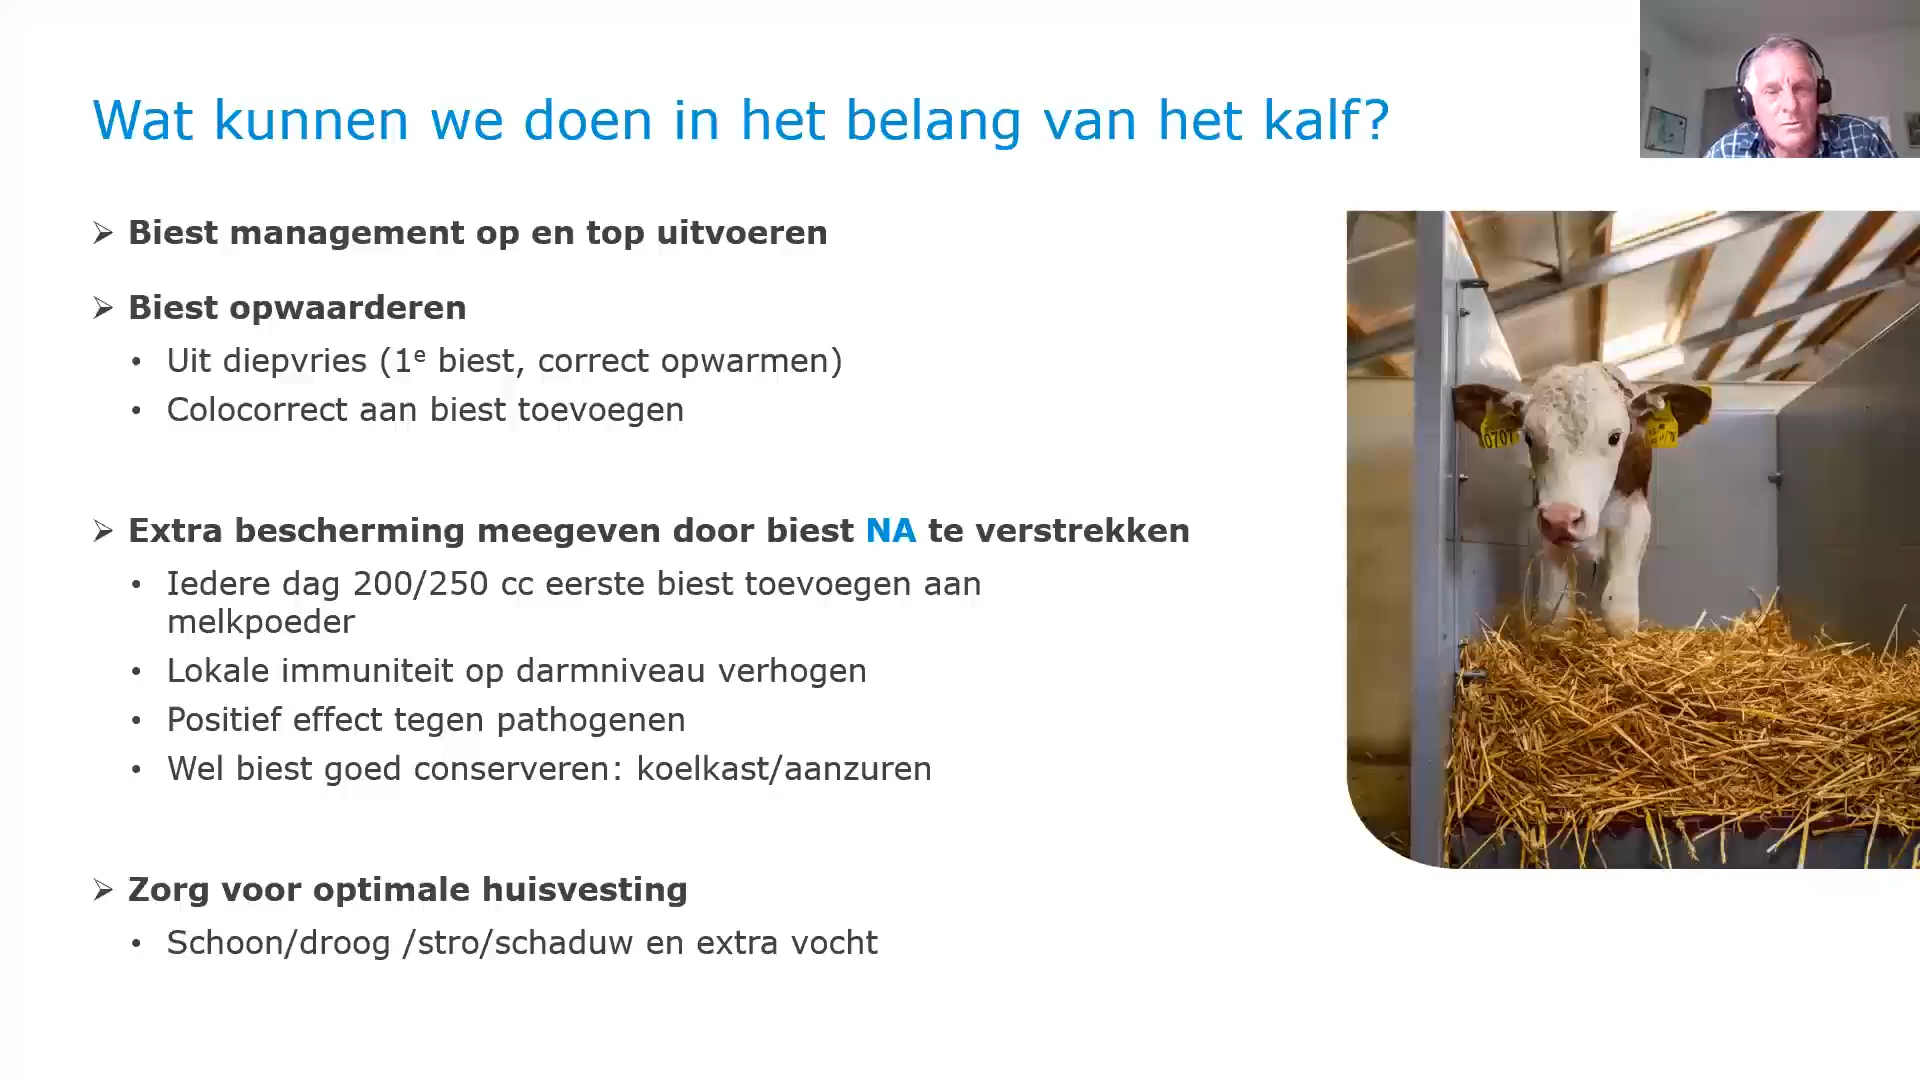 Wat kunnen we doen in het belang van het kalf?
➢ Biest management op en top uitvoeren
➢ Biest opwaarderen
• Uit diepvries (1e biest, correct opwarmen)
• Colocorrect aan biest toevoegen
➢ Extra bescherming meegeven door biest NA te verstrekken
• Iedere dag 200/250 cc eerste biest toevoegen aan
melkpoeder
• Lokale immuniteit op darmniveau verhogen
• Positief effect tegen pathogenen
• Wel biest goed conserveren: koelkast/aanzuren
➢ Zorg voor optimale huisvesting
• Schoon/droog /stro/schaduw en extra vocht
0701